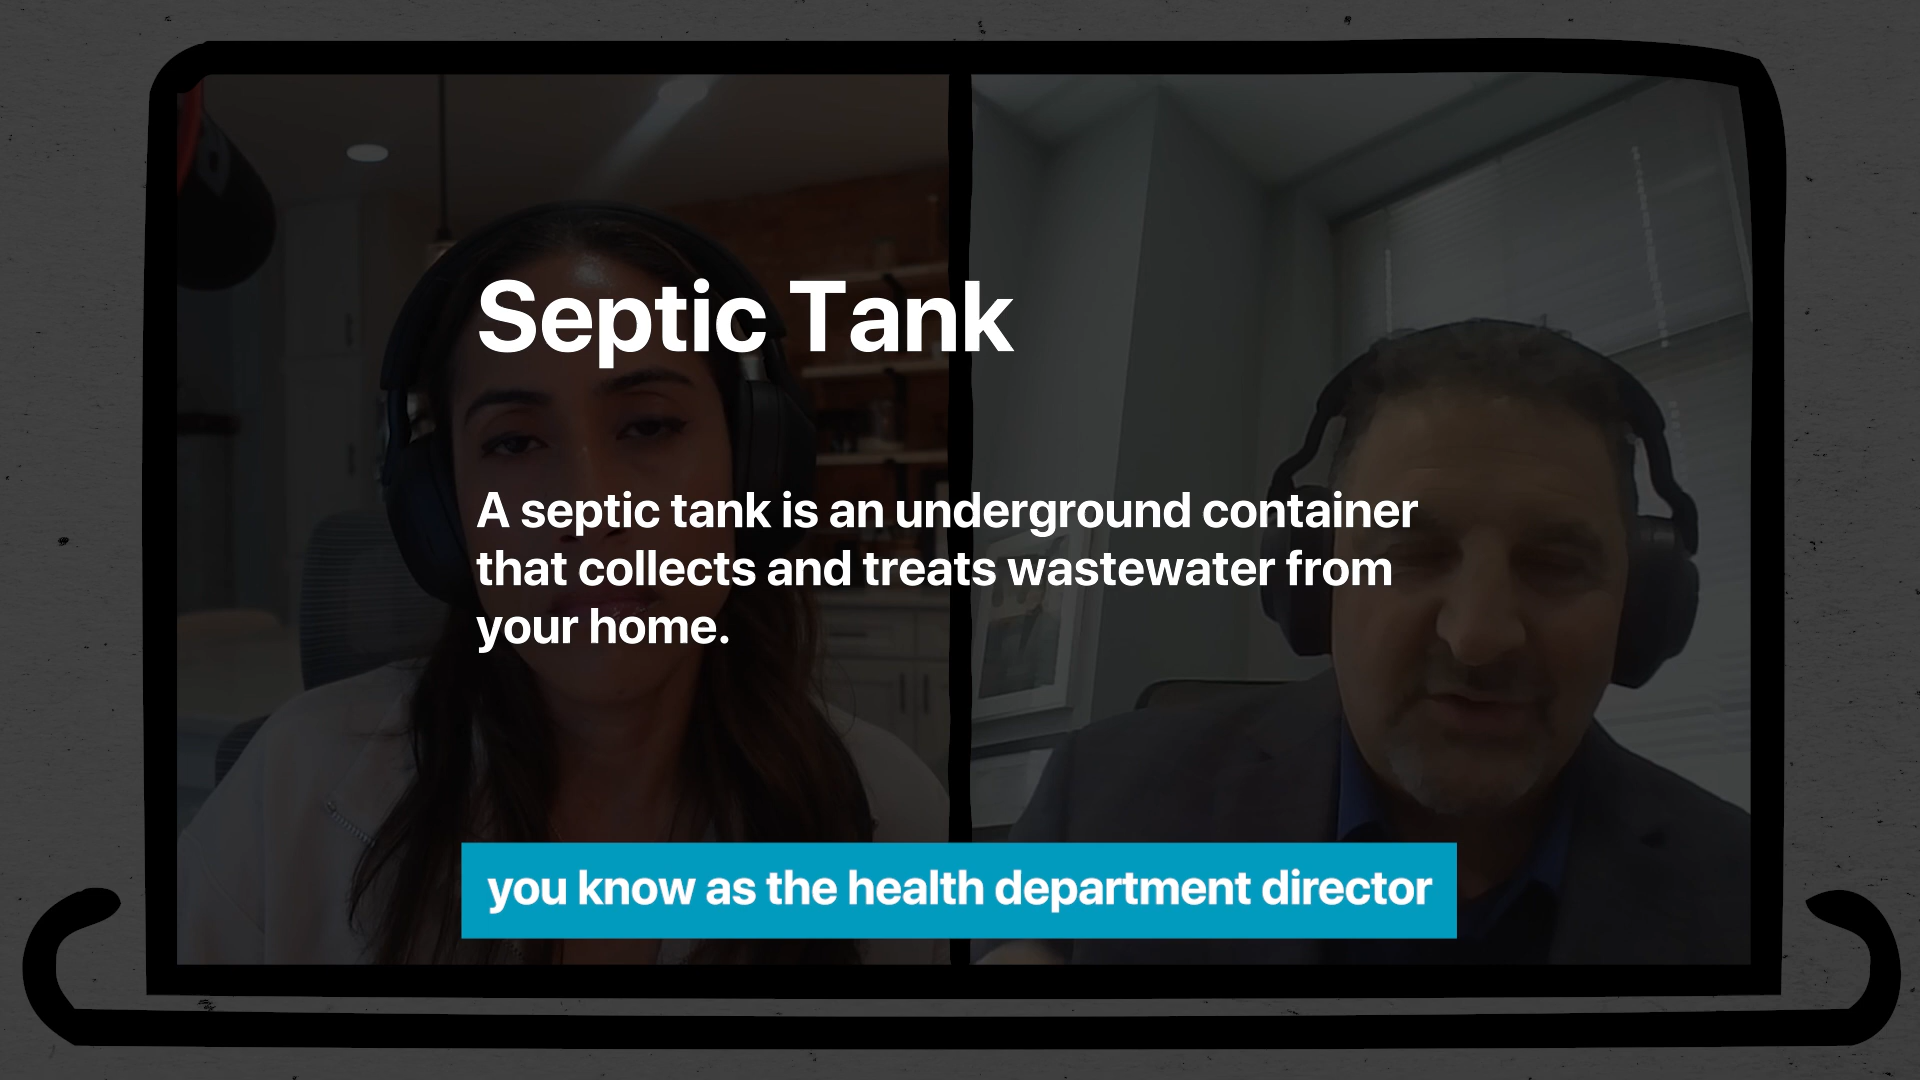 Septic Tank
A septic tank is an underground container
that collects and treats wastewater from
your home.
you know as the health department director